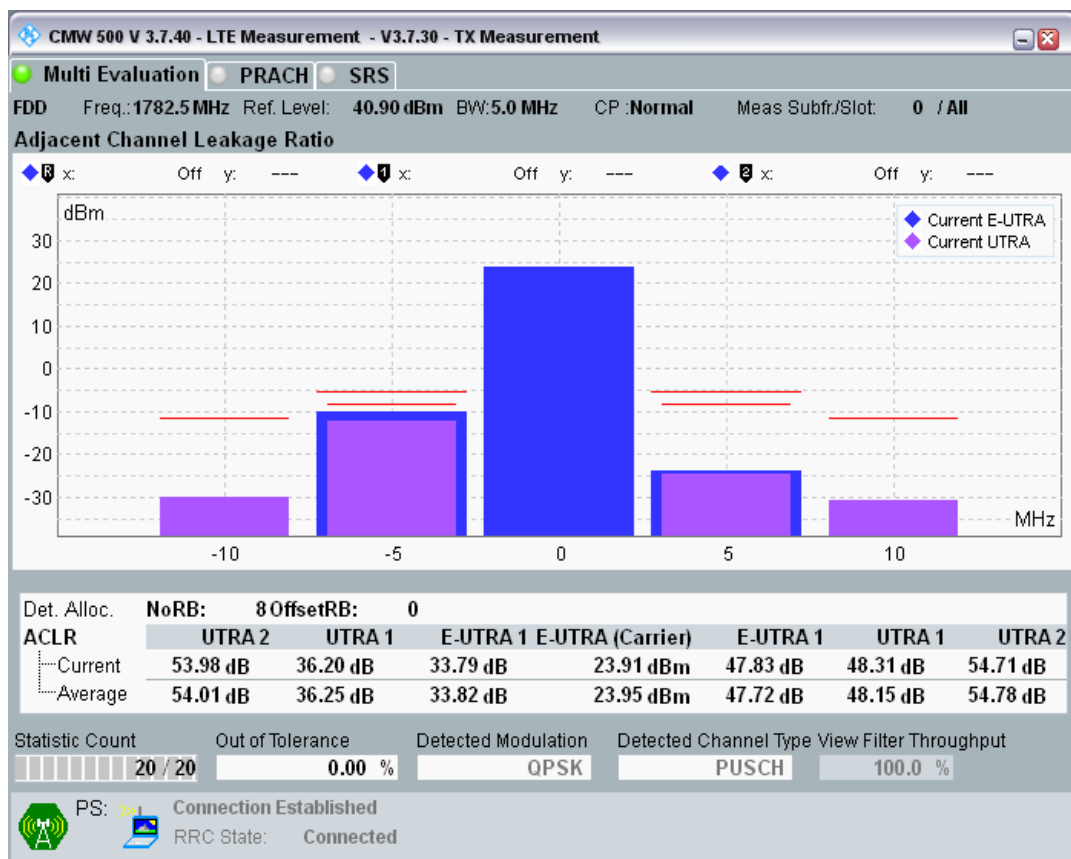 CMW 500 V 3.7.40 - LTE Measurement - V3.7.30 - TX Measurement
Multi Evaluation PRACH SRS
FDD Freq.: 1782.5 MHz Ref. Level: 40.90 dBm BW: 5.0 MHz CP : Normal Meas Subfr./Slot: 0 / All
Adjacent Channel Leakage Ratio
R x: Off y: --- 1 x: Off y: --- 2 x: Off y: ---
dBm
Current E-UTRA
Current UTRA
30
20
10
0
-10
-20
-30
MHz
-10 -5 0 5 10
Det. Alloc. NoRB: 8 OffsetRB: 0
ACLR UTRA 2 UTRA 1 E-UTRA 1 E-UTRA (Carrier) E-UTRA 1 UTRA 1 UTRA 2
Current 53.98 dB 36.20 dB 33.79 dB 23.91 dBm 47.83 dB 48.31 dB 54.71 dB
Average 54.01 dB 36.25 dB 33.82 dB 23.95 dBm 47.72 dB 48.15 dB 54.78 dB
Statistic Count Out of Tolerance Detected Modulation Detected Channel Type View Filter Throughput
20 / 20 0.00 % QPSK PUSCH 100.0 %
PS: Connection Established
RRC State: Connected